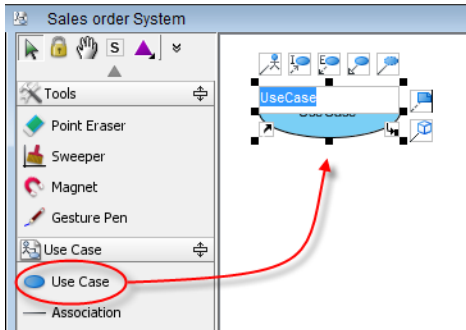 Sales order System
S
Tools
Point Eraser
Sweeper
Magnet
Gesture Pen
Use Case
Use Case
Association
UseCase